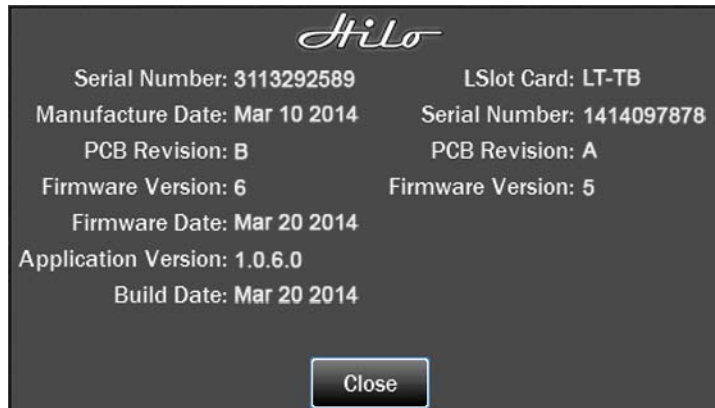 Hilo
Serial Number: 3113292589
Manufacture Date: Mar 10 2014
PCB Revision: B
Firmware Version: 6
Firmware Date: Mar 20 2014
Application Version: 1.0.6.0
Build Date: Mar 20 2014
LSlot Card: LT-TB
Serial Number: 1414097878
PCB Revision: A
Firmware Version: 5
Close